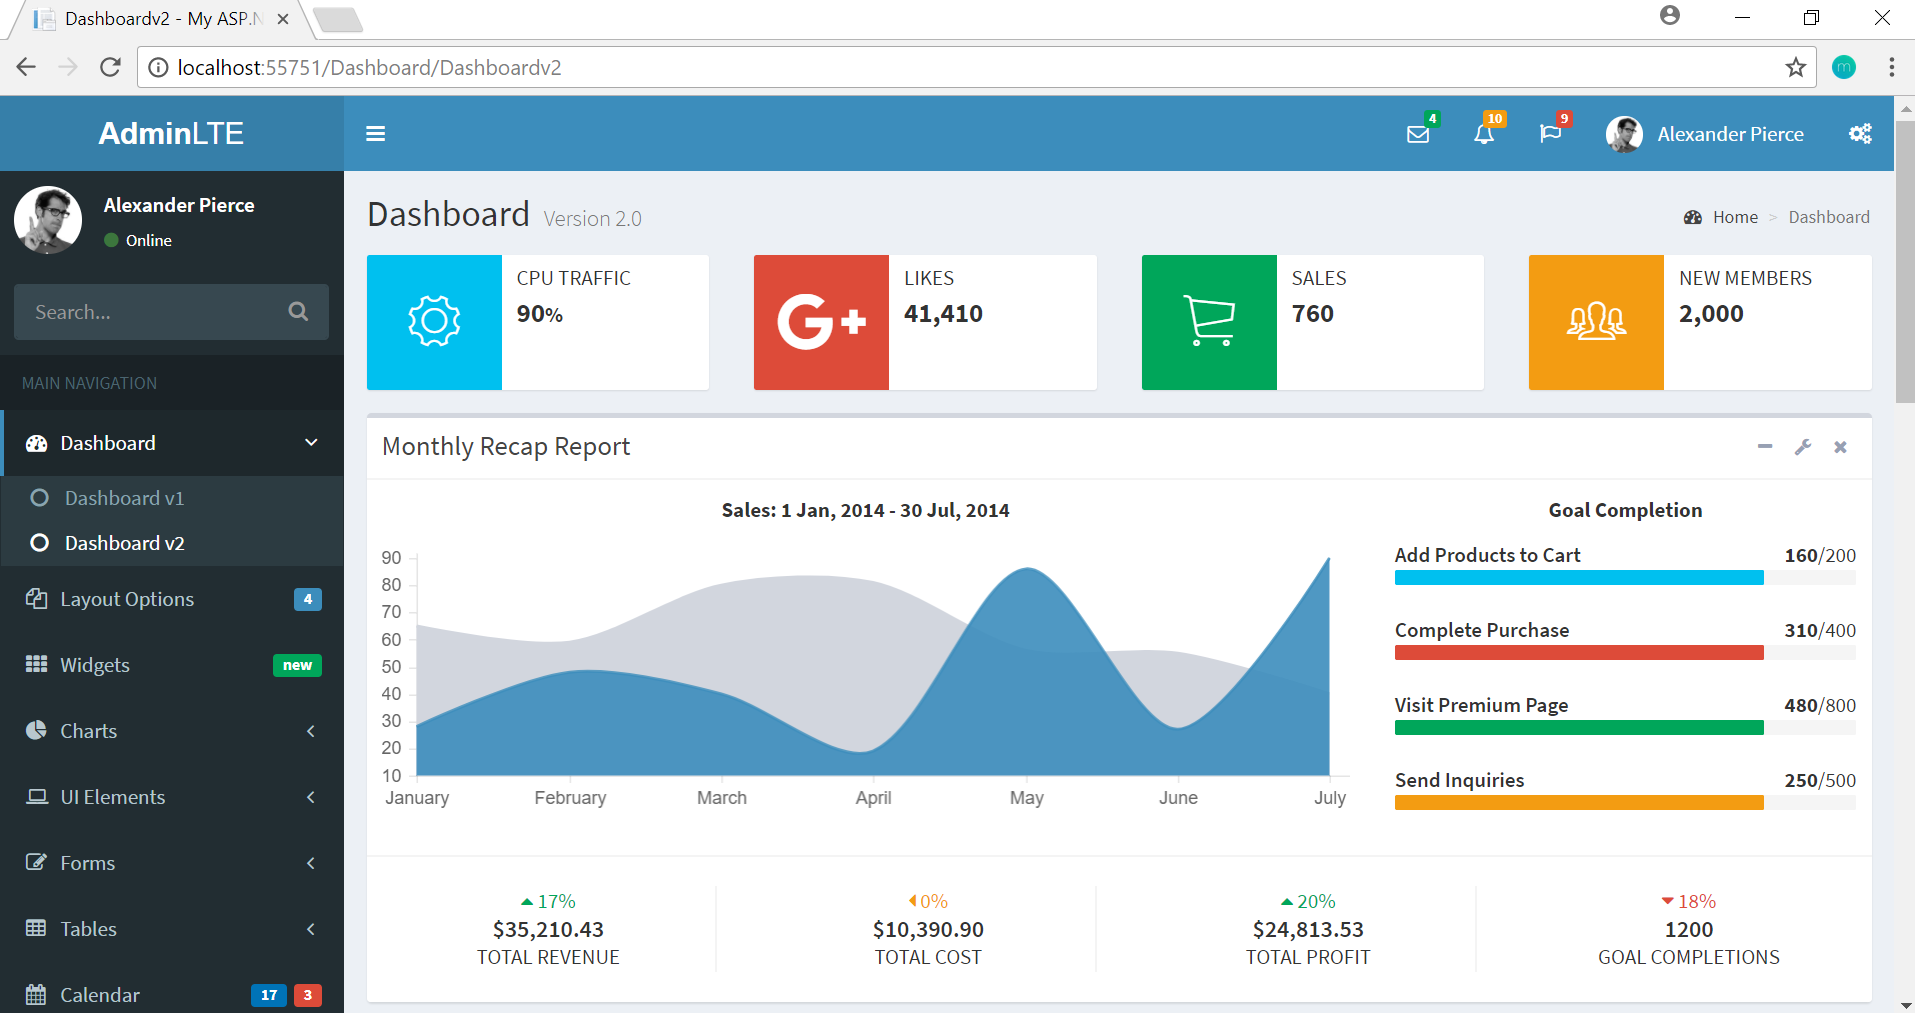 Dashboardv2 - My ASP.N
localhost:55751/Dashboard/Dashboardv2
m
AdminLTE
4
10
9
Alexander Pierce
Alexander Pierce
Online
Search...
MAIN NAVIGATION
Dashboard
Dashboard v1
Dashboard v2
Layout Options 4
Widgets new
Charts
UI Elements
Forms
Tables
Calendar 17 3
Dashboard Version 2.0
Home > Dashboard
CPU TRAFFIC
90%
G+
LIKES
41,410
SALES
760
NEW MEMBERS
2,000
Monthly Recap Report
Sales: 1 Jan, 2014 - 30 Jul, 2014
90
80
70
60
50
40
30
20
10
January February March April May June July
Goal Completion
Add Products to Cart 160/200
Complete Purchase 310/400
Visit Premium Page 480/800
Send Inquiries 250/500
17%
$35,210.43
TOTAL REVENUE
0%
$10,390.90
TOTAL COST
20%
$24,813.53
TOTAL PROFIT
18%
1200
GOAL COMPLETIONS